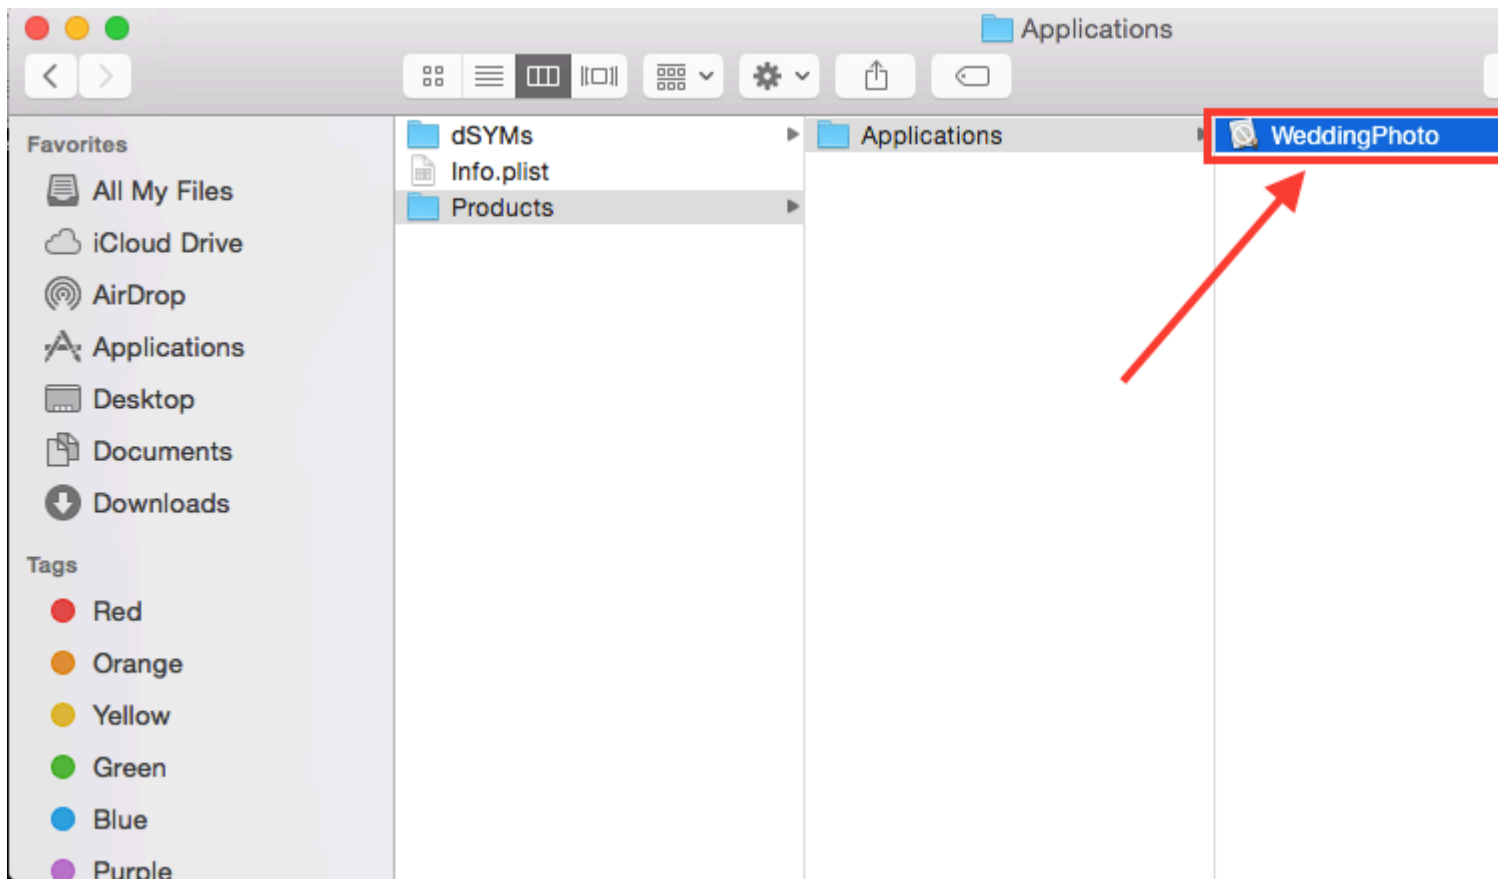 Applications
Favorites
All My Files
iCloud Drive
AirDrop
Applications
Desktop
Documents
Downloads
Tags
Red
Orange
Yellow
Green
Blue
Purple
dSYMs
Info.plist
Products
Applications
WeddingPhoto